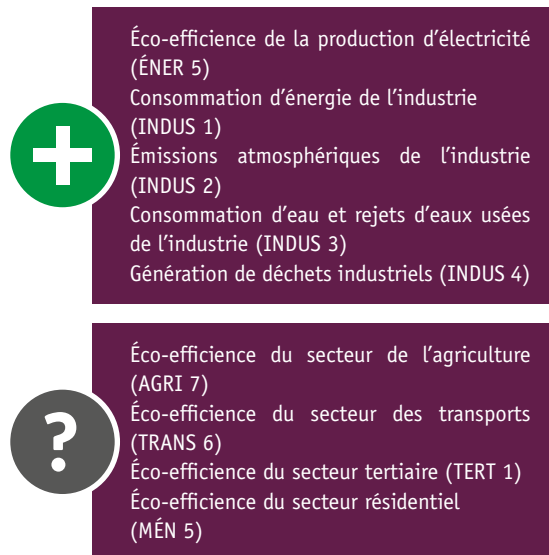 Éco-efficience de la production d’électricité
(ÉNER 5)
Consommation d’énergie de l’industrie
(INDUS 1)
Émissions atmosphériques de l’industrie
(INDUS 2)
Consommation d’eau et rejets d’eaux usées
de l’industrie (INDUS 3)
Génération de déchets industriels (INDUS 4)
?
Éco-efficience du secteur de l’agriculture
(AGRI 7)
Éco-efficience du secteur des transports
(TRANS 6)
Éco-efficience du secteur tertiaire (TERT 1)
Éco-efficience du secteur résidentiel
(MÉN 5)